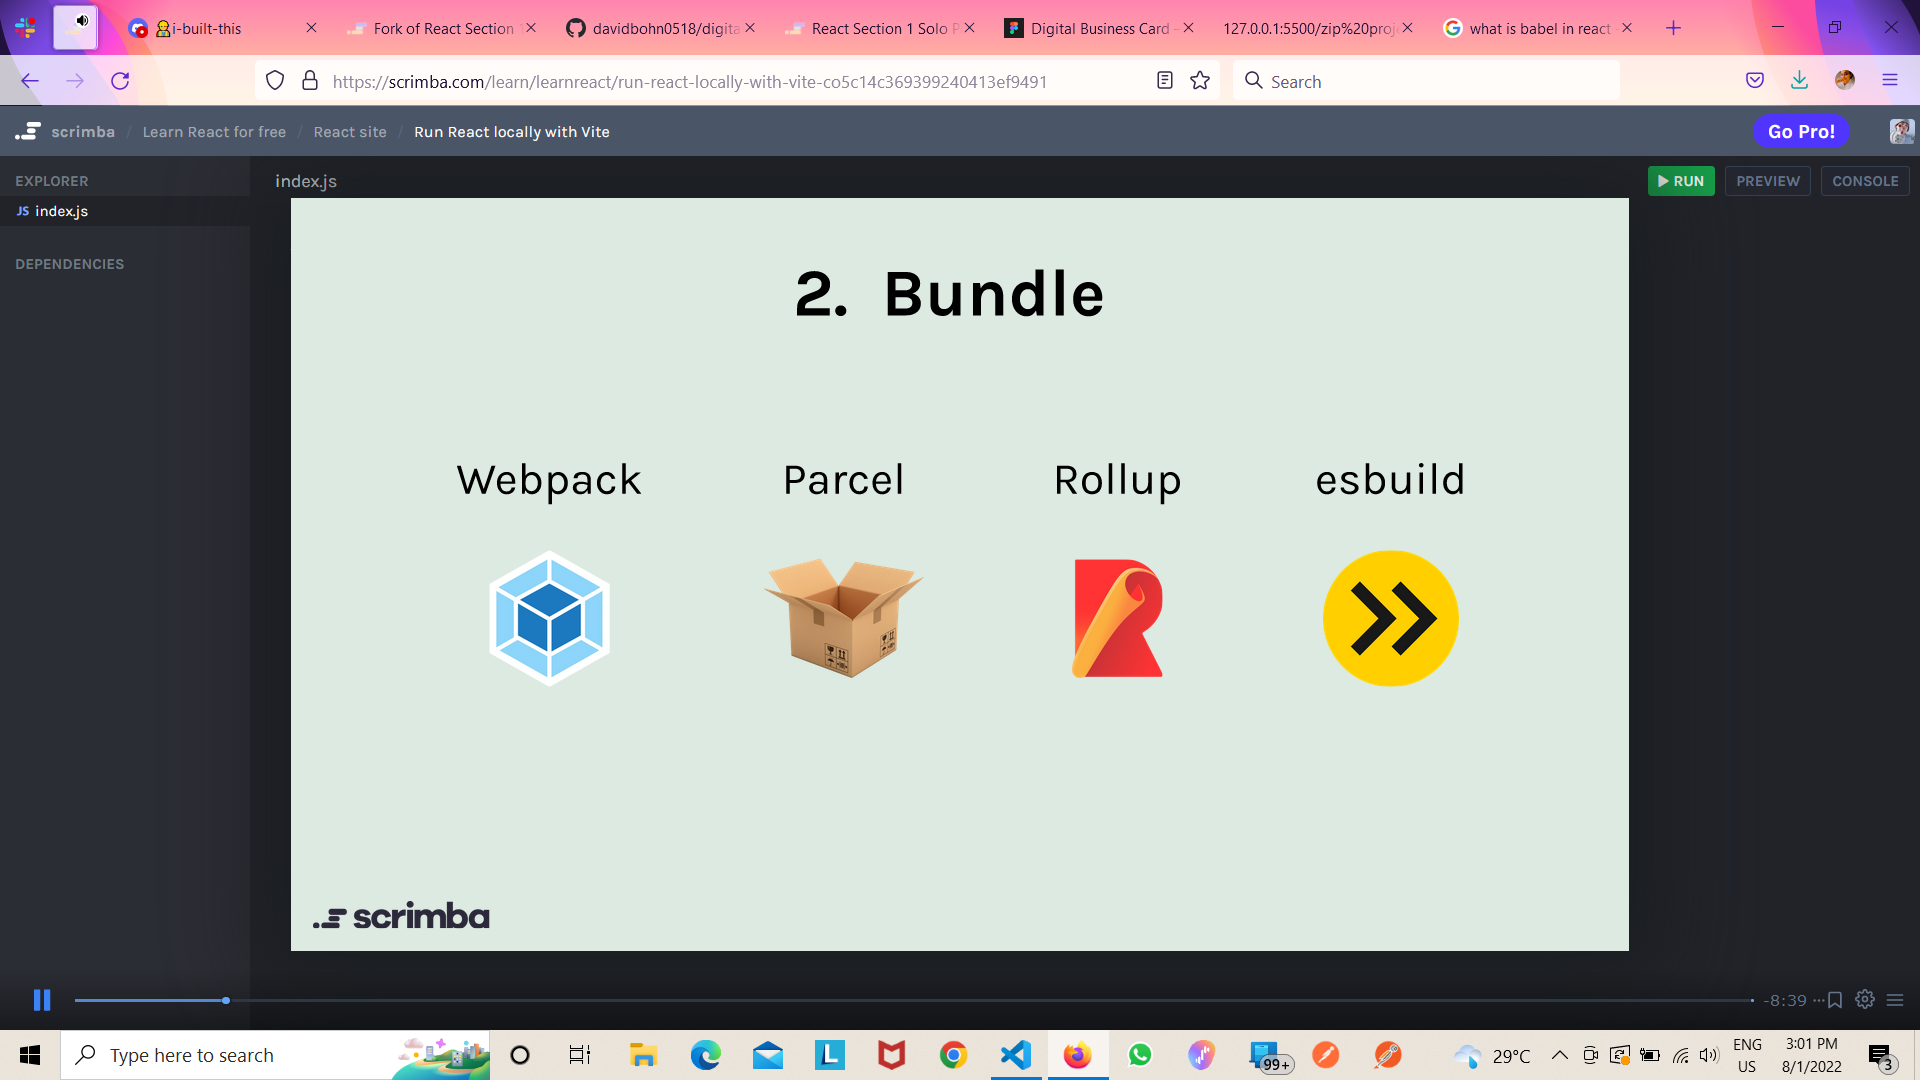 i-built-this
Fork of React Section 1
davidbohn0518/digita
React Section 1 Solo P
Digital Business Card -
127.0.0.1:5500/zip%20proj
what is babel in react -
https://scrimba.com/learn/learnreact/run-react-locally-with-vite-co5c14c369399240413ef9491
Search
scrimba / Learn React for free / React site / Run React locally with Vite
Go Pro!
EXPLORER
index.js
RUN
PREVIEW
CONSOLE
JS index.js
DEPENDENCIES
2. Bundle
Webpack
Parcel
Rollup
esbuild
scrimba
-8:39
Type here to search
L
99+
29°C
ENG
US
3:01 PM
8/1/2022
3